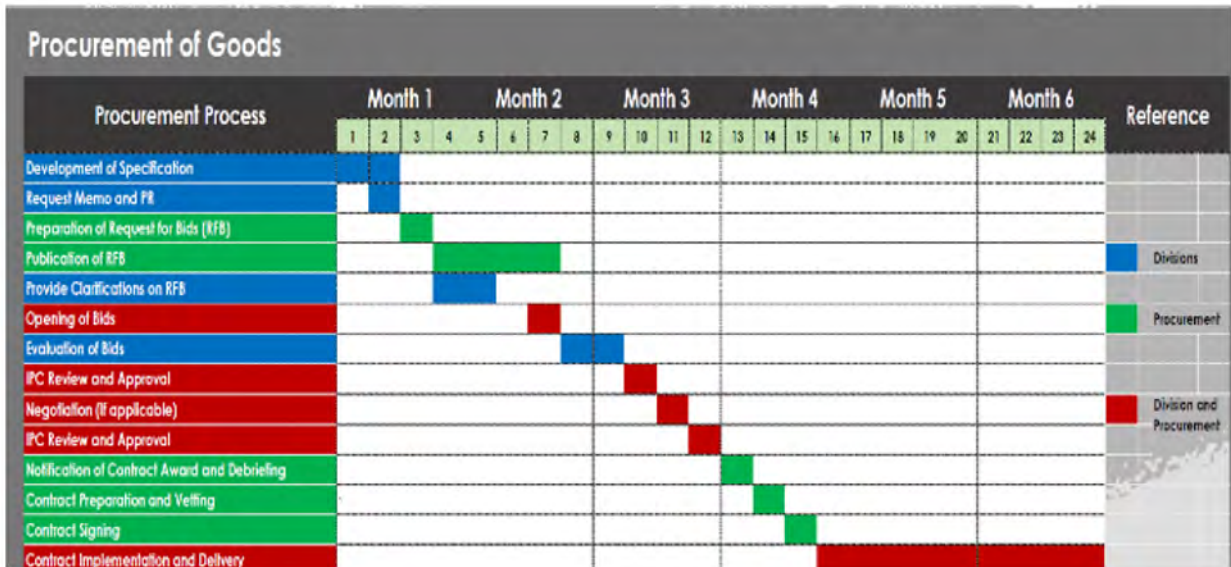 Procurement of Goods
Procurement Process
Month 1 Month 2 Month 3 Month 4 Month 5 Month 6
Reference
1 2 3 4 5 6 7 8 9 10 11 12 13 14 15 16 17 18 19 20 21 22 23 24
Development of Specification
Request Memo and PR
Preparation of Request for Bids (RFB)
Publication of RFB
Divisions
Provide Clarifications on RFB
Opening of Bids
Procurement
Evaluation of Bids
IPC Review and Approval
Negotiation (If applicable)
Division and
Procurement
IPC Review and Approval
Notification of Contract Award and Debriefing
Contract Preparation and Vetting
Contract Signing
Contract Implementation and Delivery